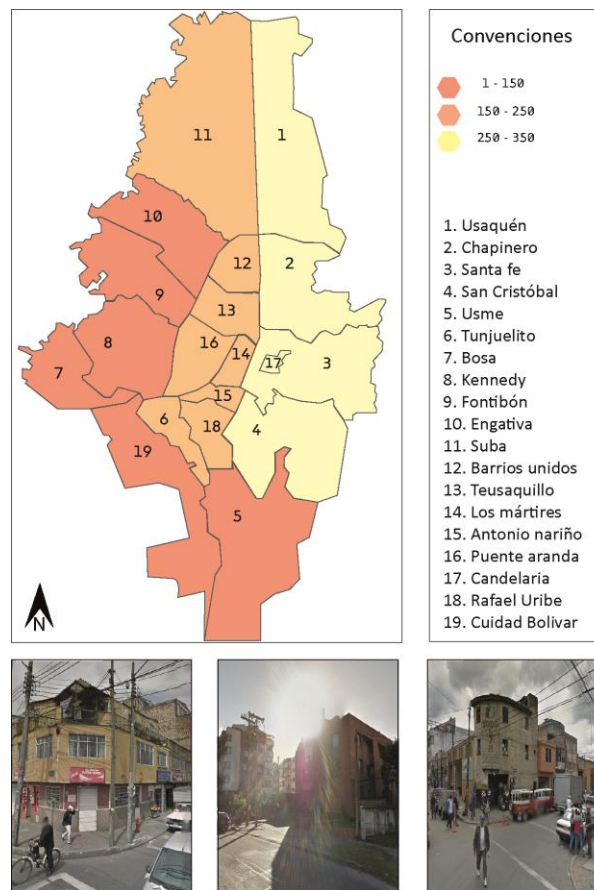 Convenciones
1 - 150
150 - 250
250 - 350
11
1
10
12
2
9
13
8
16
14
17
3
7
15
6
18
4
19
5
N
1. Usaquén
2. Chapinero
3. Santa fe
4. San Cristóbal
5. Usme
6. Tunjuelito
7. Bosa
8. Kennedy
9. Fontibón
10. Engativa
11. Suba
12. Barrios unidos
13. Teusaquillo
14. Los mártires
15. Antonio nariño
16. Puente aranda
17. Candelaria
18. Rafael Uribe
19. Cuidad Bolivar